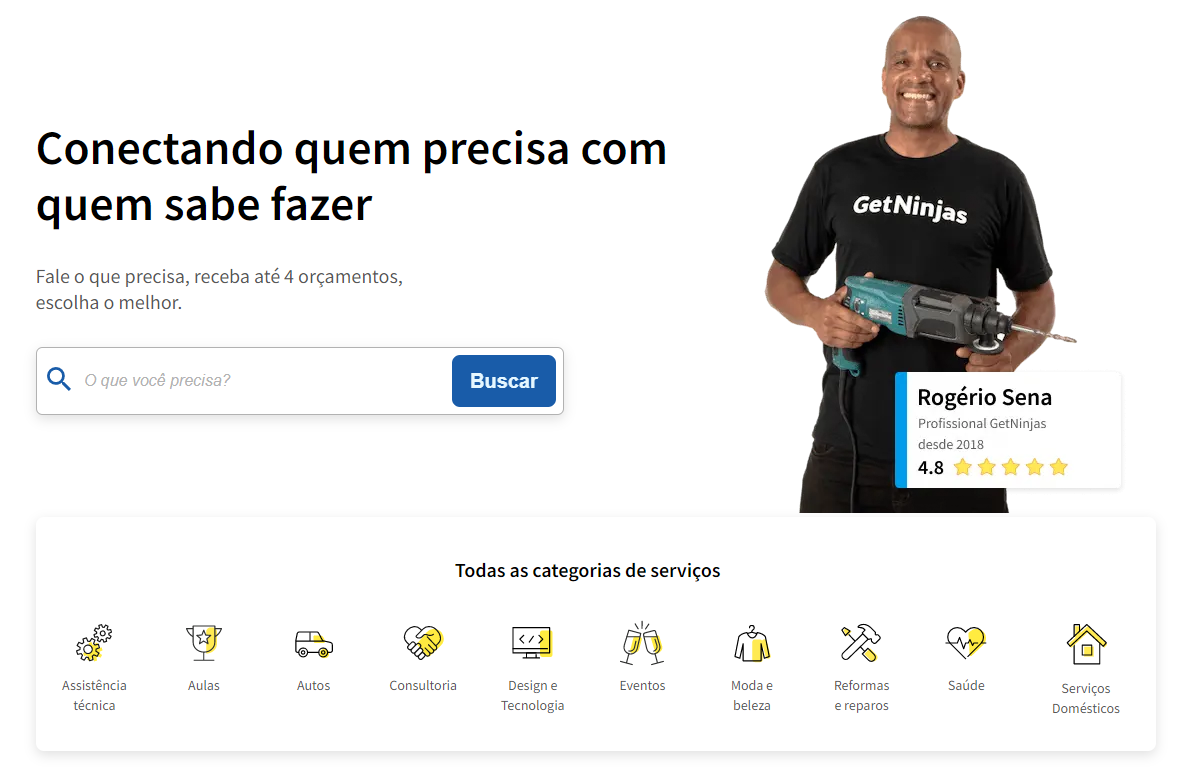 Conectando quem precisa com
quem sabe fazer
Fale o que precisa, receba até 4 orçamentos,
escolha o melhor.
O que você precisa?
Buscar
GetNinjas
Rogério Sena
Profissional GetNinjas
desde 2018
4.8
Todas as categorias de serviços
Assistência
técnica
Aulas
Autos
Consultoria
Design e
Tecnologia
Eventos
Moda e
beleza
Reformas
e reparos
Saúde
Serviços
Domésticos